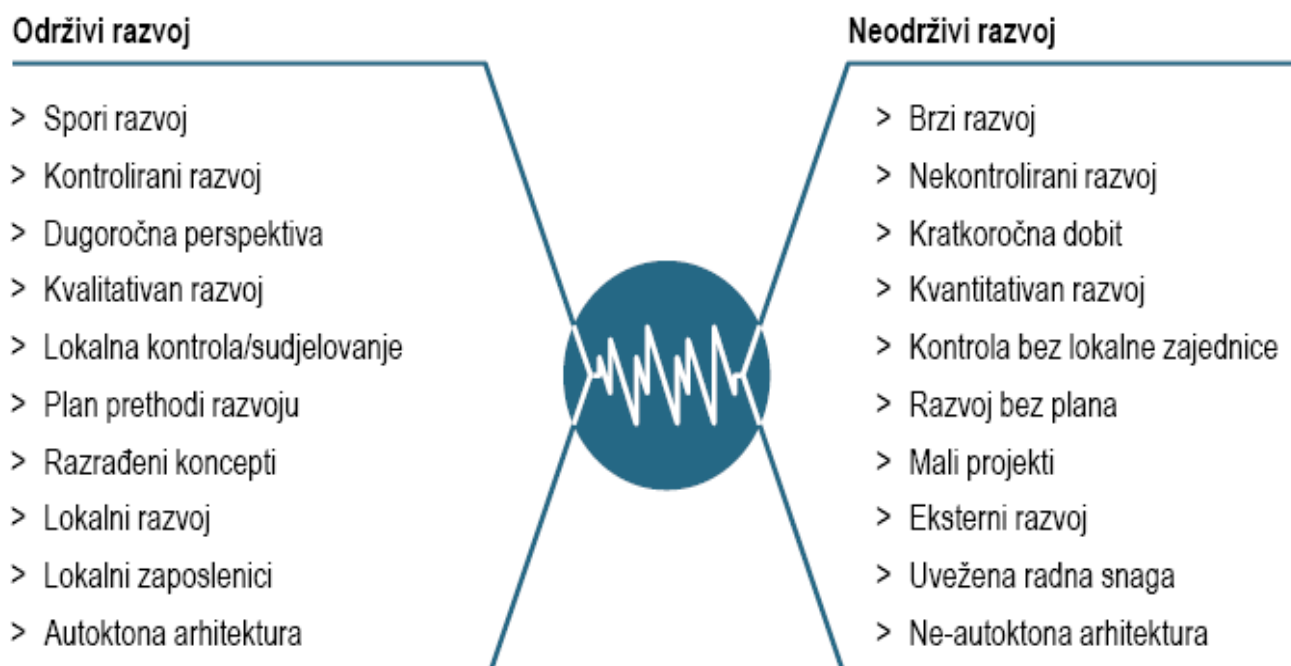 Održivi razvoj
> Spori razvoj
> Kontrolirani razvoj
> Dugoročna perspektiva
> Kvalitativan razvoj
> Lokalna kontrola/sudjelovanje
> Plan prethodi razvoju
> Razrađeni koncepti
> Lokalni razvoj
> Lokalni zaposlenici
> Autoktona arhitektura
Neodrživi razvoj
> Brzi razvoj
> Nekontrolirani razvoj
> Kratkoročna dobit
> Kvantitativan razvoj
> Kontrola bez lokalne zajednice
> Razvoj bez plana
> Mali projekti
> Eksterni razvoj
> Uvežena radna snaga
> Ne-autoktona arhitektura